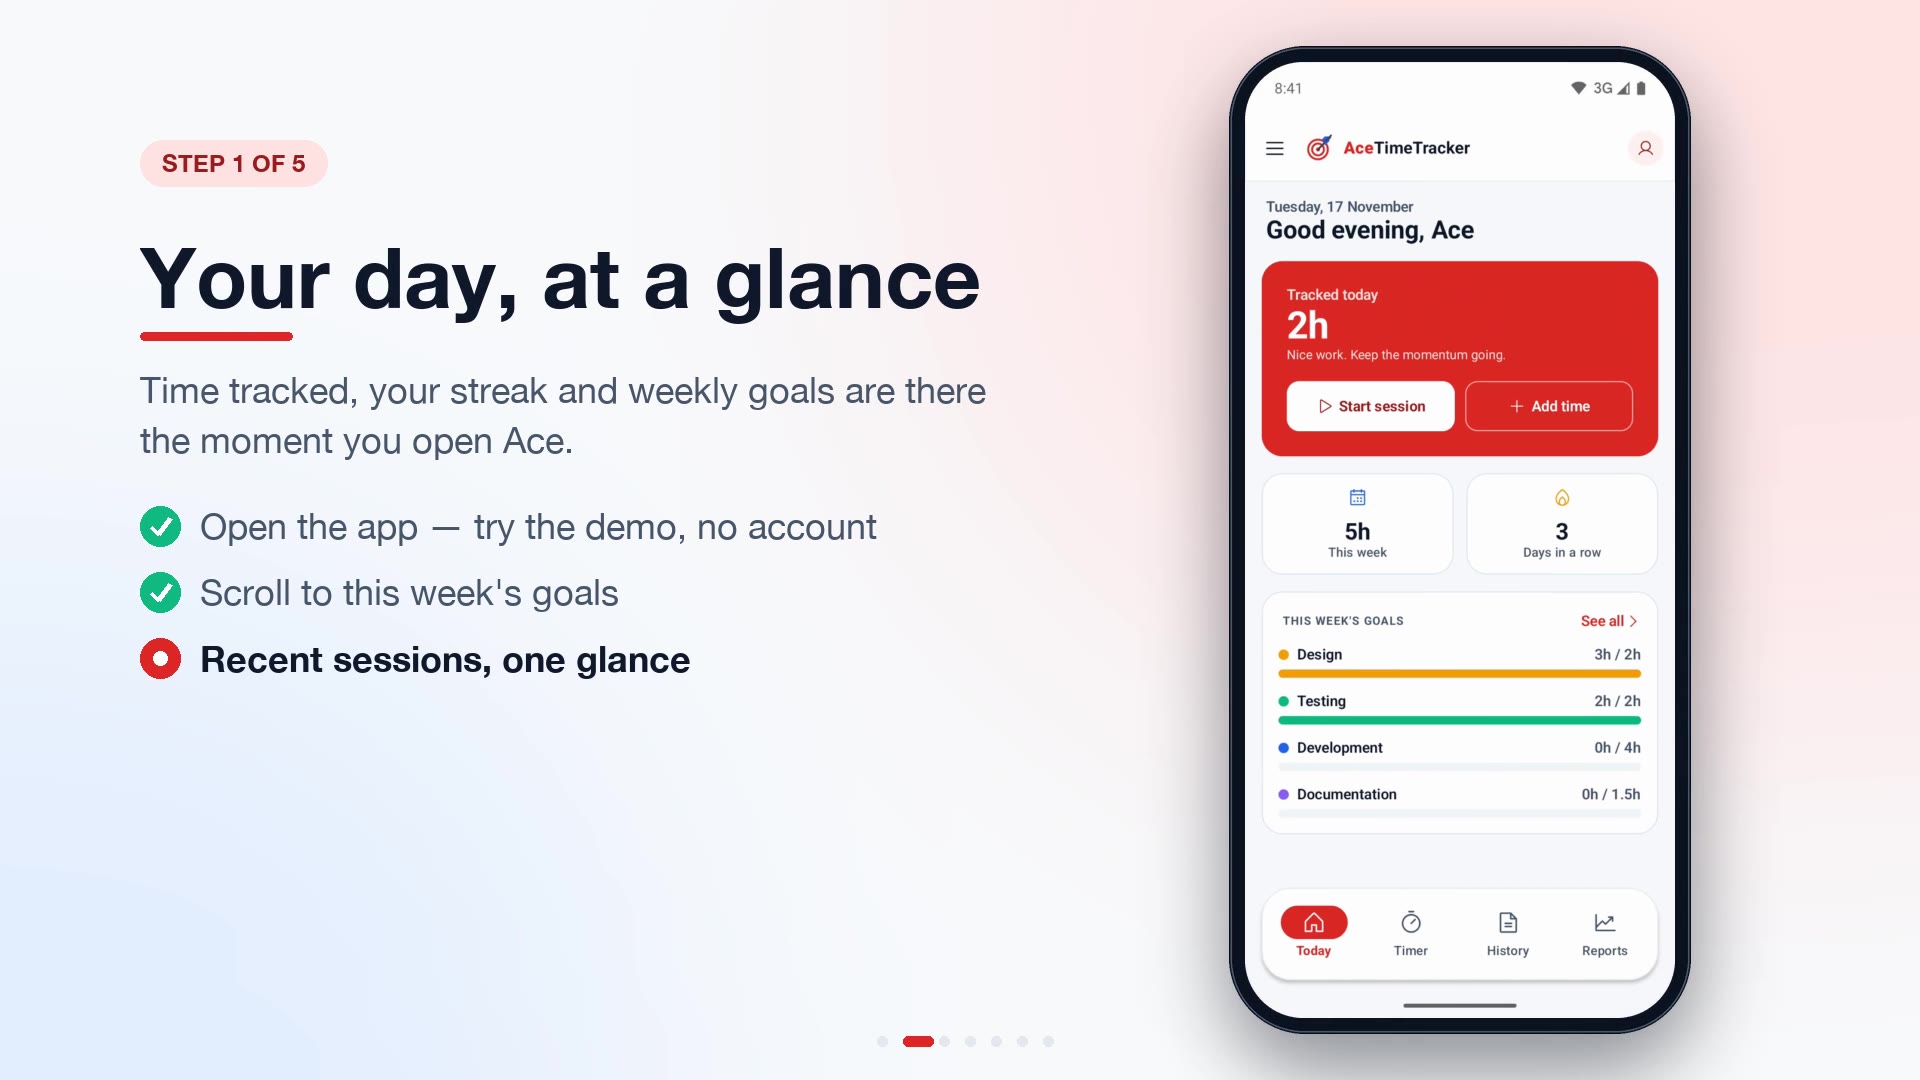 STEP 1 OF 5
Your day, at a glance
Time tracked, your streak and weekly goals are there
the moment you open Ace.
Open the app — try the demo, no account
Scroll to this week's goals
Recent sessions, one glance
8:41
3G
AceTimeTracker
Tuesday, 17 November
Good evening, Ace
Tracked today
2h
Nice work. Keep the momentum going.
Start session
Add time
5h
This week
3
Days in a row
THIS WEEK'S GOALS
See all
Design
3h / 2h
Testing
2h / 2h
Development
0h / 4h
Documentation
0h / 1.5h
Today
Timer
History
Reports